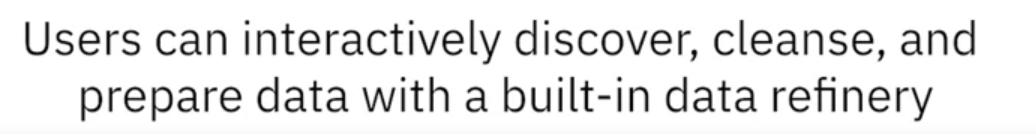 Users can interactively discover, cleanse, and
prepare data with a built-in data refinery